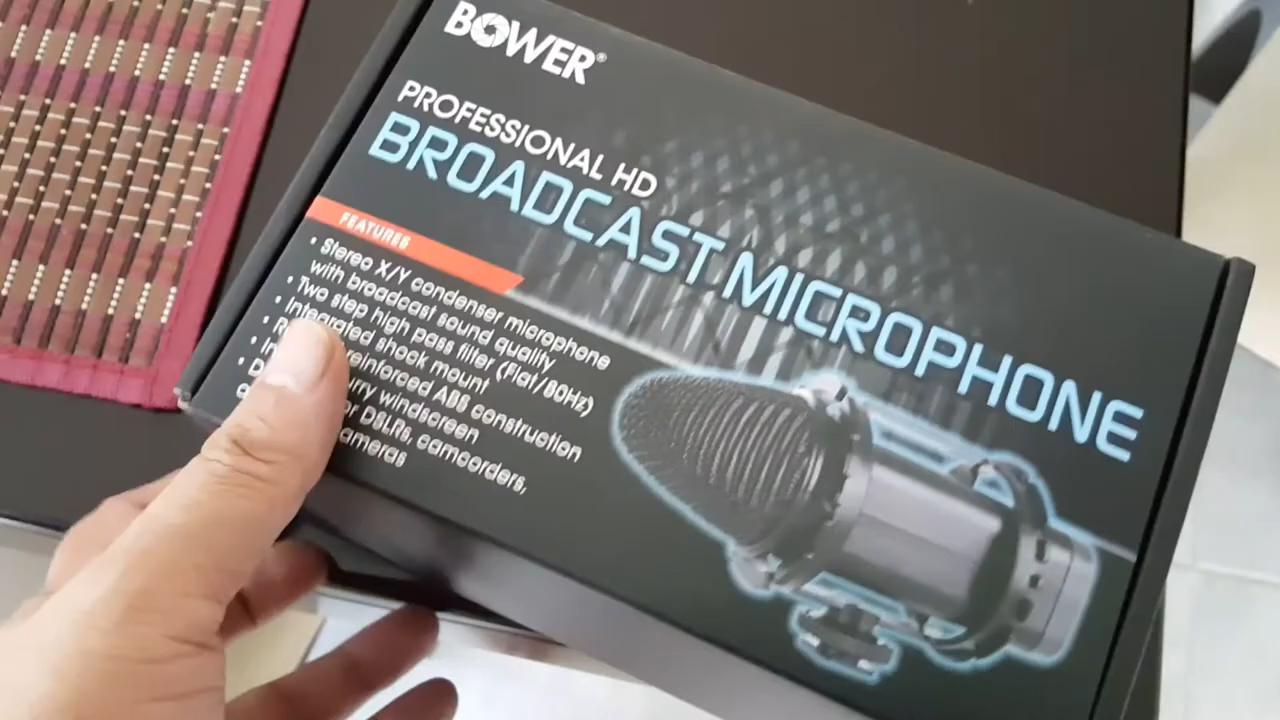 BOWER®
PROFESSIONAL HD
BROADCAST MICROPHONE
FEATURES
• Stereo X/Y condenser microphone
with broadcast sound quality
• Two step high pass filter (Flat/80Hz)
• Integrated shock mount
• reinforced ABS construction
• windscreen
• DSLRs, camcorders,